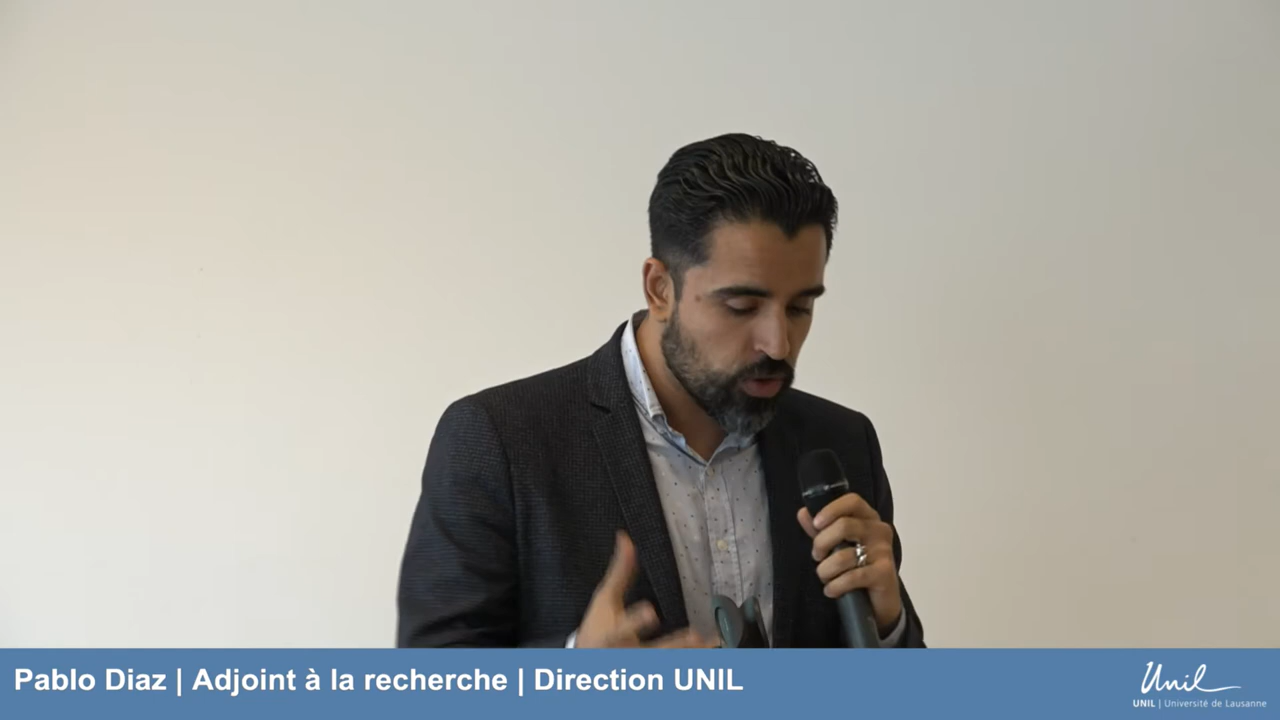 Pablo Diaz | Adjoint à la recherche | Direction UNIL
Unil
UNIL | Université de Lausanne